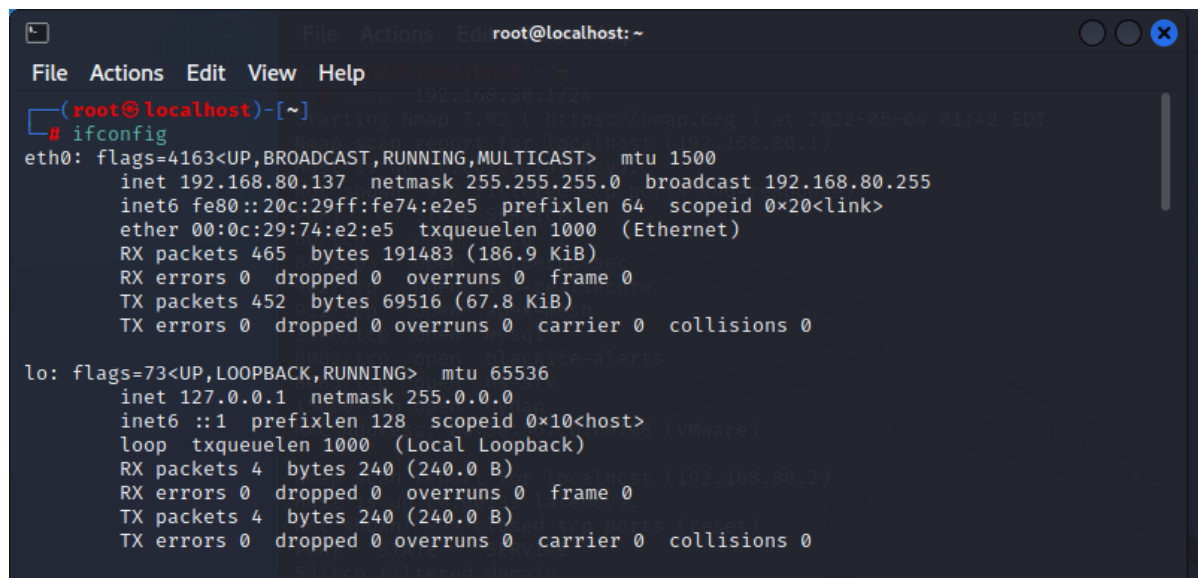 root@localhost: ~
File Actions Edit View Help
┌──(root㉿localhost)-[~]
└─# ifconfig
eth0: flags=4163<UP,BROADCAST,RUNNING,MULTICAST>  mtu 1500
        inet 192.168.80.137  netmask 255.255.255.0  broadcast 192.168.80.255
        inet6 fe80::20c:29ff:fe74:e2e5  prefixlen 64  scopeid 0×20<link>
        ether 00:0c:29:74:e2:e5  txqueuelen 1000  (Ethernet)
        RX packets 465  bytes 191483 (186.9 KiB)
        RX errors 0  dropped 0  overruns 0  frame 0
        TX packets 452  bytes 69516 (67.8 KiB)
        TX errors 0  dropped 0 overruns 0  carrier 0  collisions 0

lo: flags=73<UP,LOOPBACK,RUNNING>  mtu 65536
        inet 127.0.0.1  netmask 255.0.0.0
        inet6 ::1  prefixlen 128  scopeid 0×10<host>
        loop  txqueuelen 1000  (Local Loopback)
        RX packets 4  bytes 240 (240.0 B)
        RX errors 0  dropped 0  overruns 0  frame 0
        TX packets 4  bytes 240 (240.0 B)
        TX errors 0  dropped 0 overruns 0  carrier 0  collisions 0